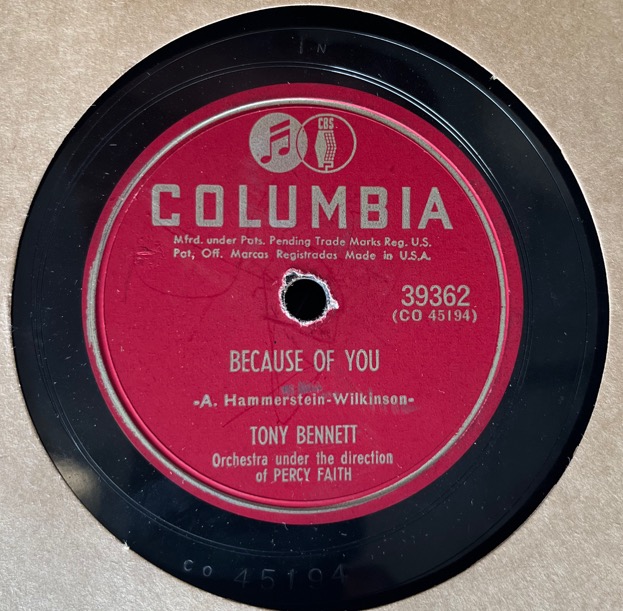 1N
CBS
COLUMBIA
Mfrd. under Pats. Pending Trade Marks Reg. U.S.
Pat, Off. Marcas Registradas Made in U.S.A.
39362
(CO 45194)
BECAUSE OF YOU
-A. Hammerstein-Wilkinson-
TONY BENNETT
Orchestra under the direction
of PERCY FAITH
CO 45194